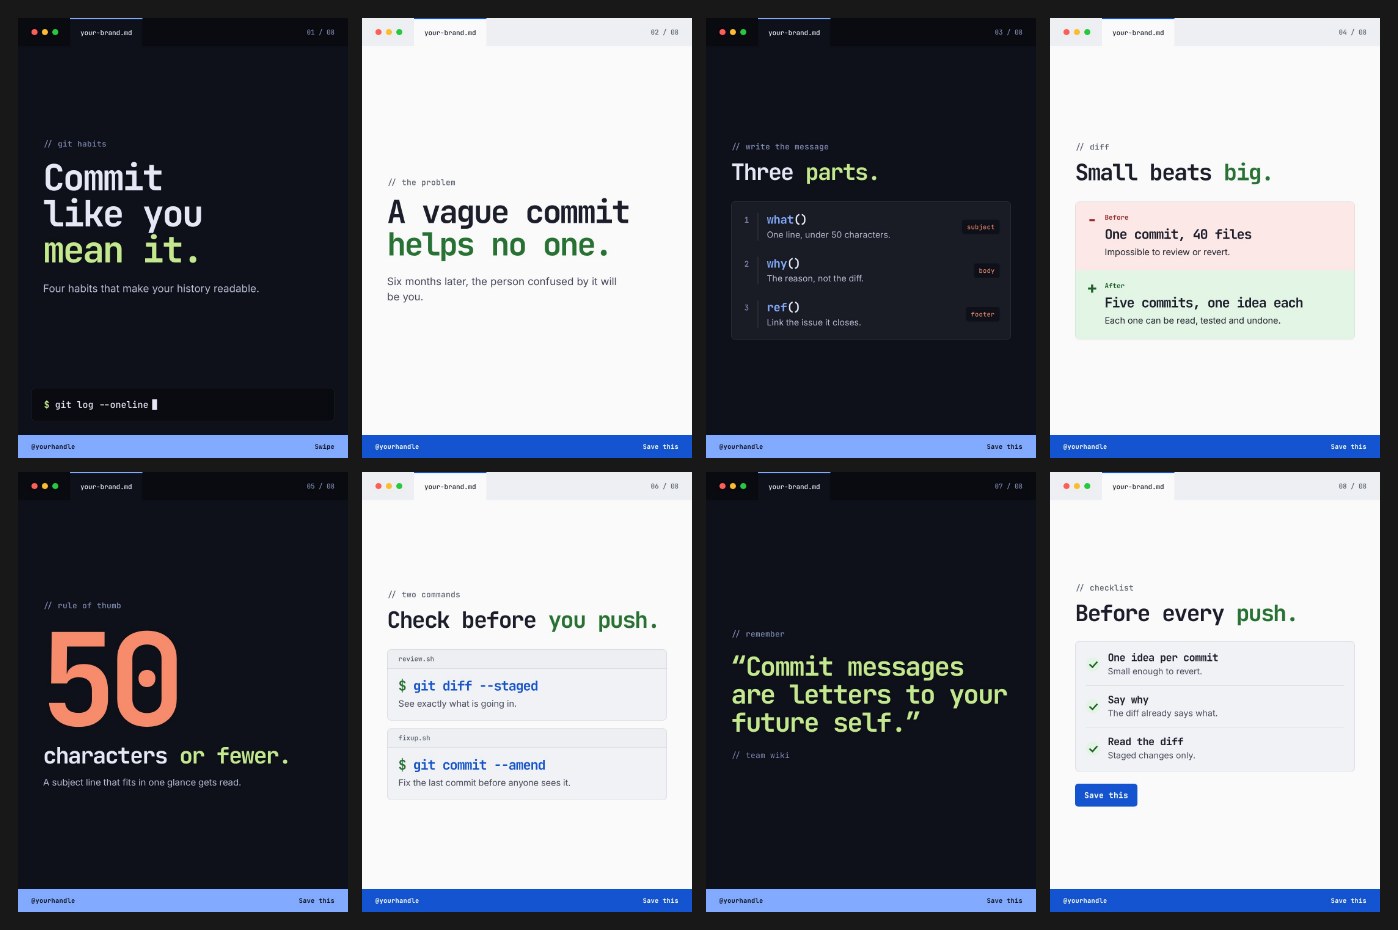 your-brand.md
01 / 08
// git habits
Commit
like you
mean it.
Four habits that make your history readable.
$ git log --oneline
@yourhandle
Swipe
your-brand.md
02 / 08
// the problem
A vague commit
helps no one.
Six months later, the person confused by it will
be you.
@yourhandle
Save this
your-brand.md
03 / 08
// write the message
Three parts.
1
what()
One line, under 50 characters.
subject
2
why()
The reason, not the diff.
body
3
ref()
Link the issue it closes.
footer
@yourhandle
Save this
your-brand.md
04 / 08
// diff
Small beats big.
- Before
One commit, 40 files
Impossible to review or revert.
+ After
Five commits, one idea each
Each one can be read, tested and undone.
@yourhandle
Save this
your-brand.md
05 / 08
// rule of thumb
50
characters or fewer.
A subject line that fits in one glance gets read.
@yourhandle
Save this
your-brand.md
06 / 08
// two commands
Check before you push.
review.sh
$ git diff --staged
See exactly what is going in.
fixup.sh
$ git commit --amend
Fix the last commit before anyone sees it.
@yourhandle
Save this
your-brand.md
07 / 08
// remember
“Commit messages
are letters to your
future self.”
// team wiki
@yourhandle
Save this
your-brand.md
08 / 08
// checklist
Before every push.
One idea per commit
Small enough to revert.
Say why
The diff already says what.
Read the diff
Staged changes only.
Save this
@yourhandle
Save this